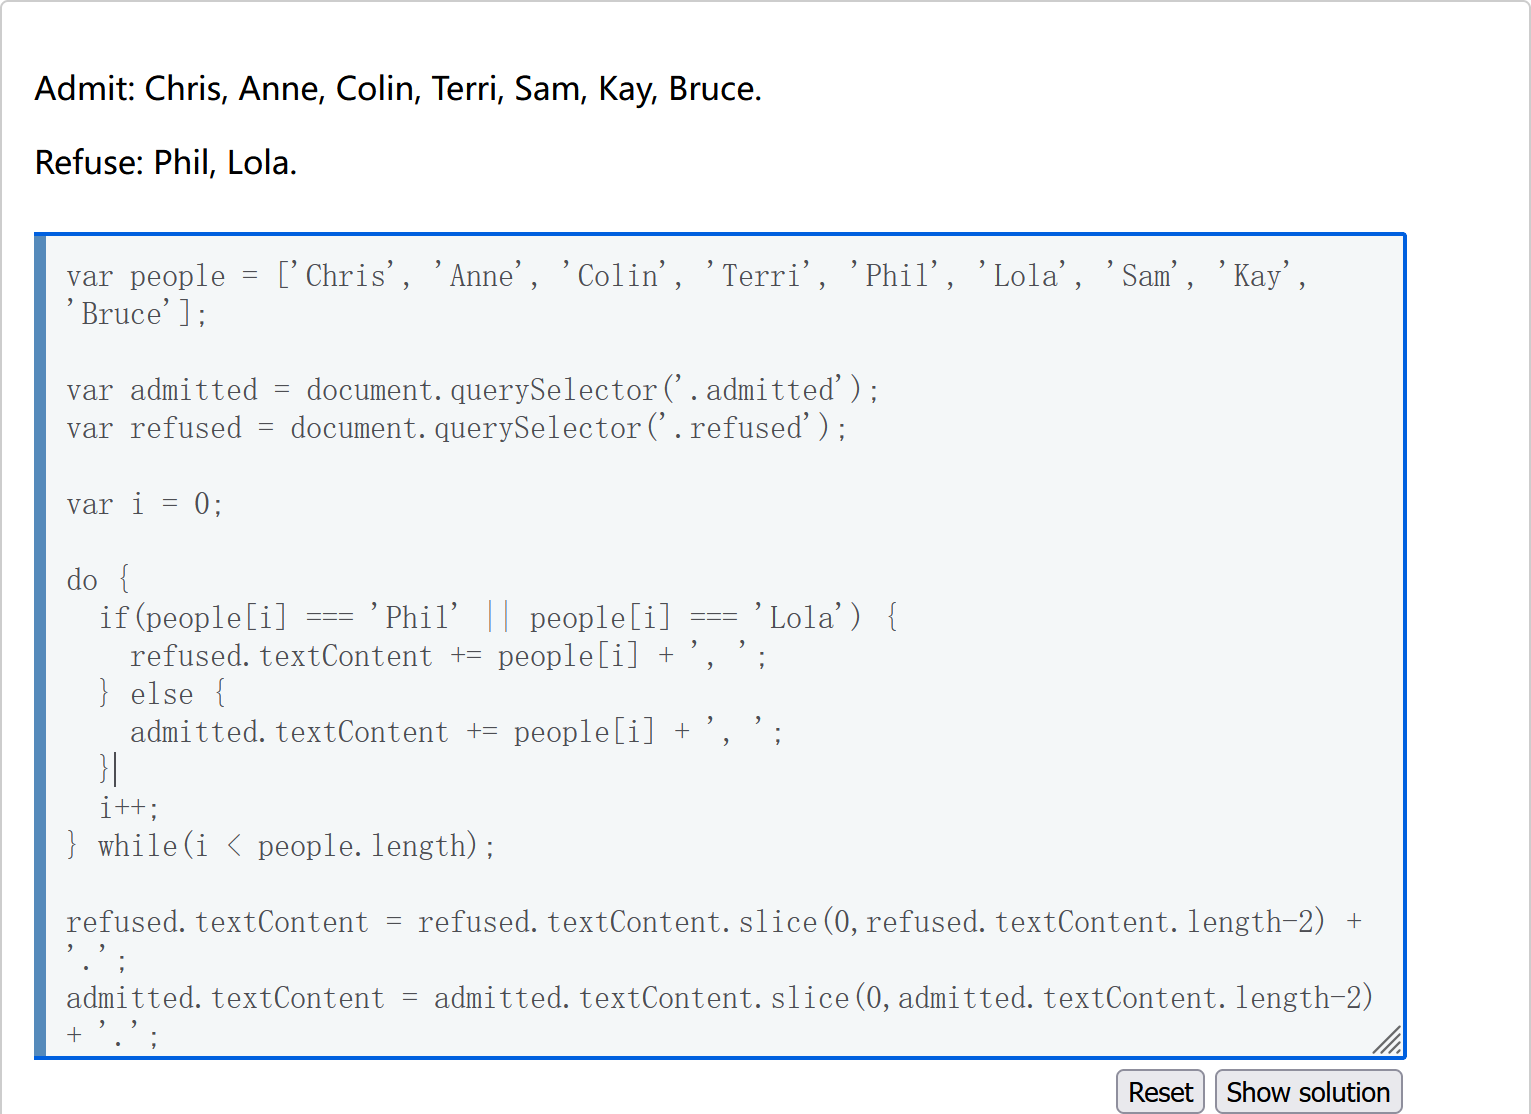 Admit: Chris, Anne, Colin, Terri, Sam, Kay, Bruce.
Refuse: Phil, Lola.
var people = ['Chris', 'Anne', 'Colin', 'Terri', 'Phil', 'Lola', 'Sam', 'Kay',
'Bruce'];
var admitted = document.querySelector('.admitted');
var refused = document.querySelector('.refused');
var i = 0;
do {
  if(people[i] === 'Phil' || people[i] === 'Lola') {
    refused.textContent += people[i] + ', ';
  } else {
    admitted.textContent += people[i] + ', ';
  }
  i++;
} while(i < people.length);
refused.textContent = refused.textContent.slice(0,refused.textContent.length-2) +
'.';
admitted.textContent = admitted.textContent.slice(0,admitted.textContent.length-2)
+ '.';
Reset Show solution